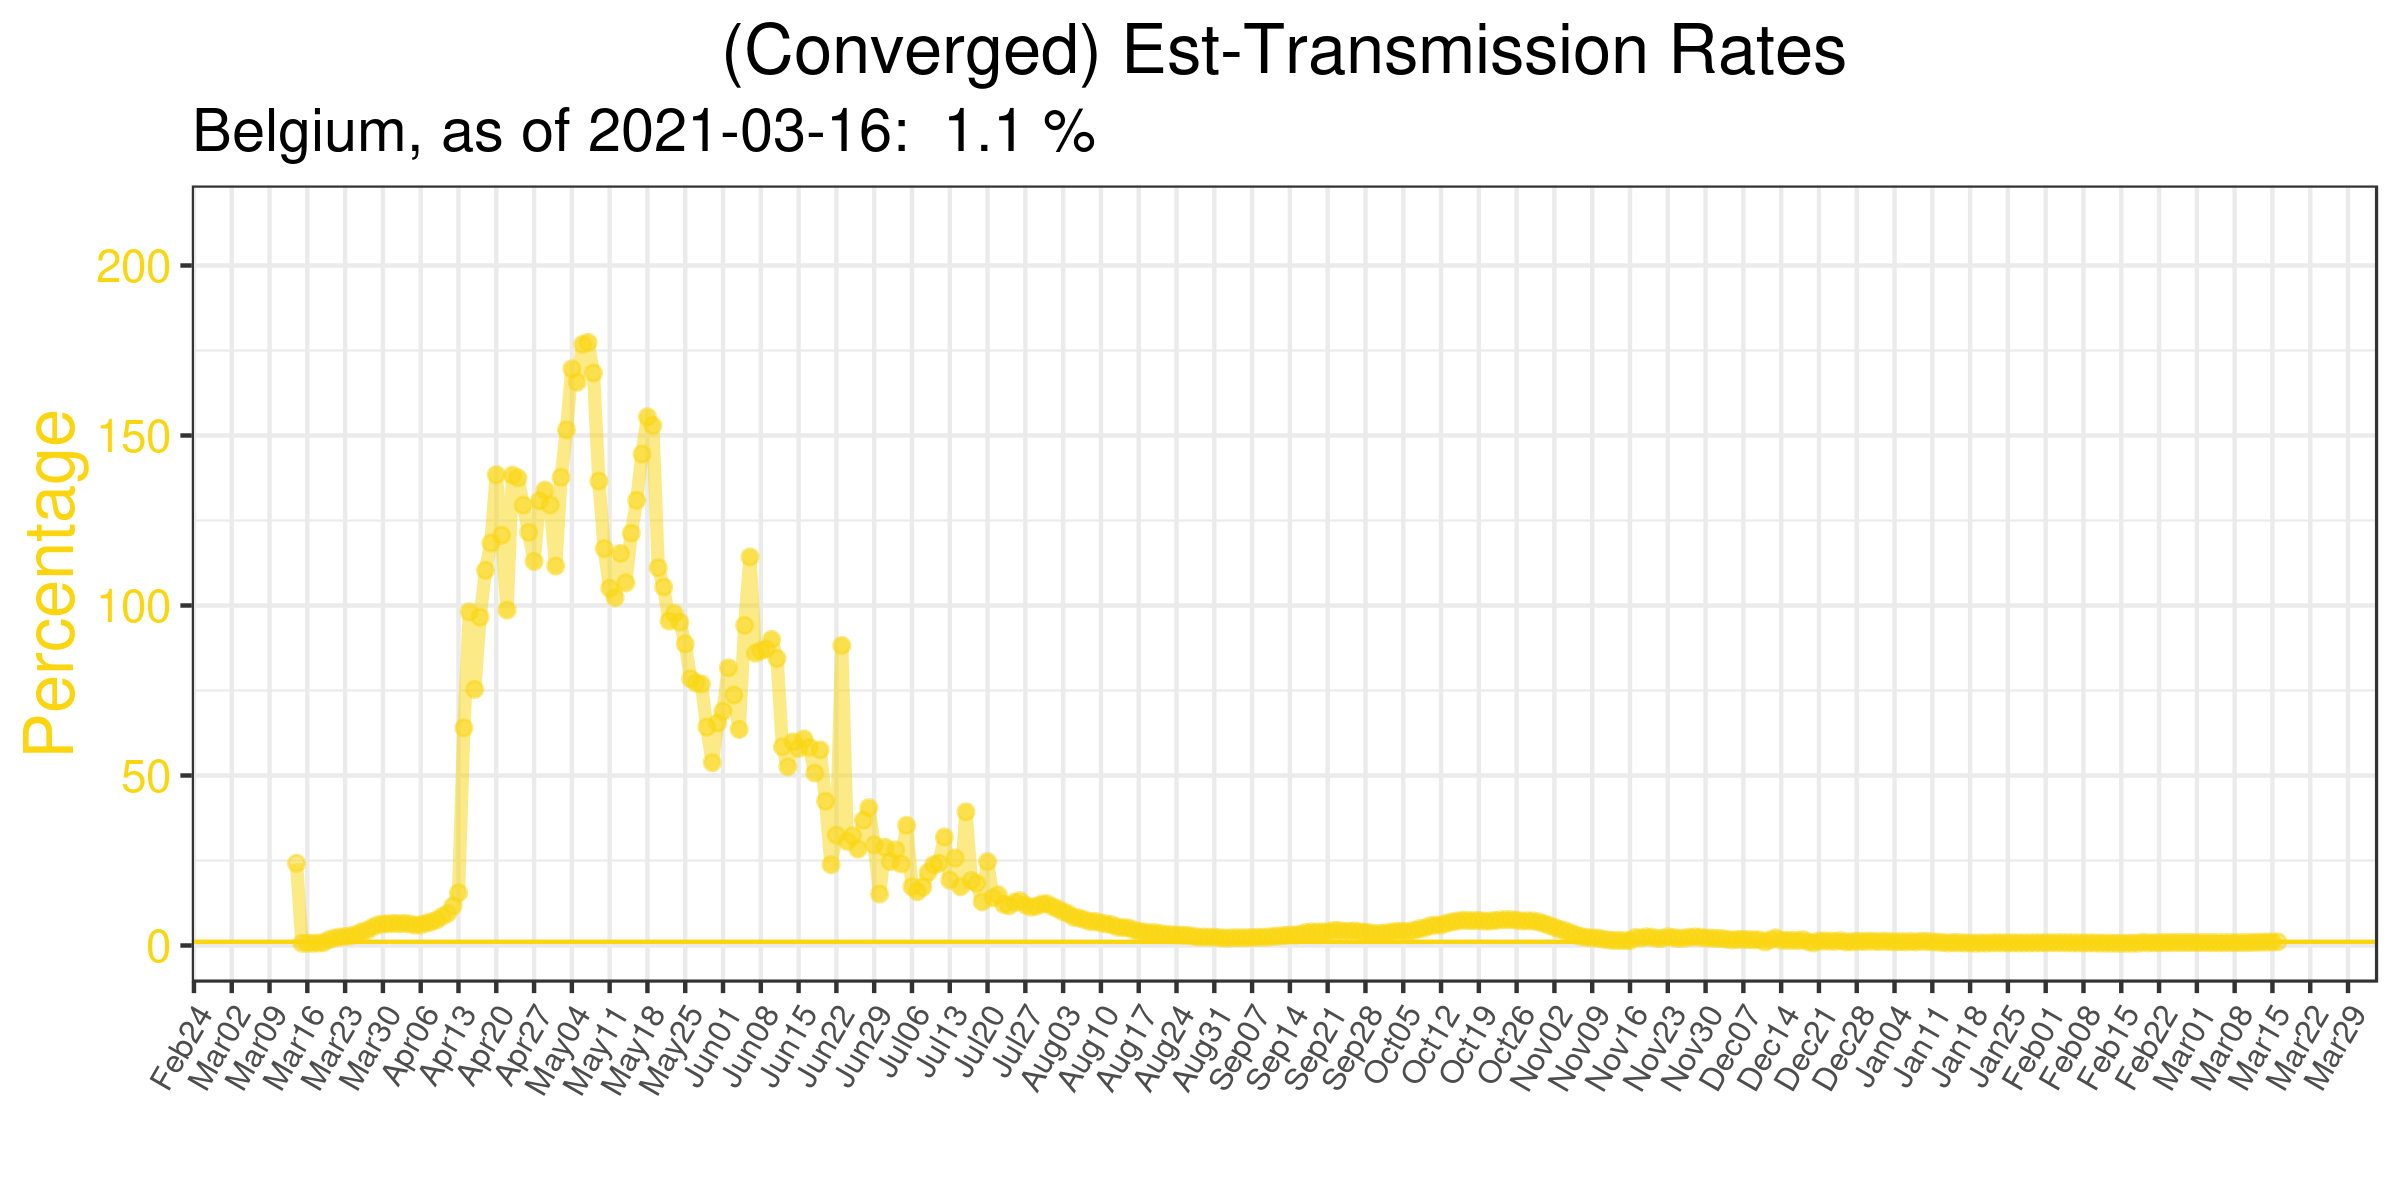 (Converged) Est-Transmission Rates
Belgium, as of 2021-03-16:  1.1 %
Percentage
200
150
100
50
0
Feb24
Mar02
Mar09
Mar16
Mar23
Mar30
Apr06
Apr13
Apr20
Apr27
May04
May11
May18
May25
Jun01
Jun08
Jun15
Jun22
Jun29
Jul06
Jul13
Jul20
Jul27
Aug03
Aug10
Aug17
Aug24
Aug31
Sep07
Sep14
Sep21
Sep28
Oct05
Oct12
Oct19
Oct26
Nov02
Nov09
Nov16
Nov23
Nov30
Dec07
Dec14
Dec21
Dec28
Jan04
Jan11
Jan18
Jan25
Feb01
Feb08
Feb15
Feb22
Mar01
Mar08
Mar15
Mar22
Mar29